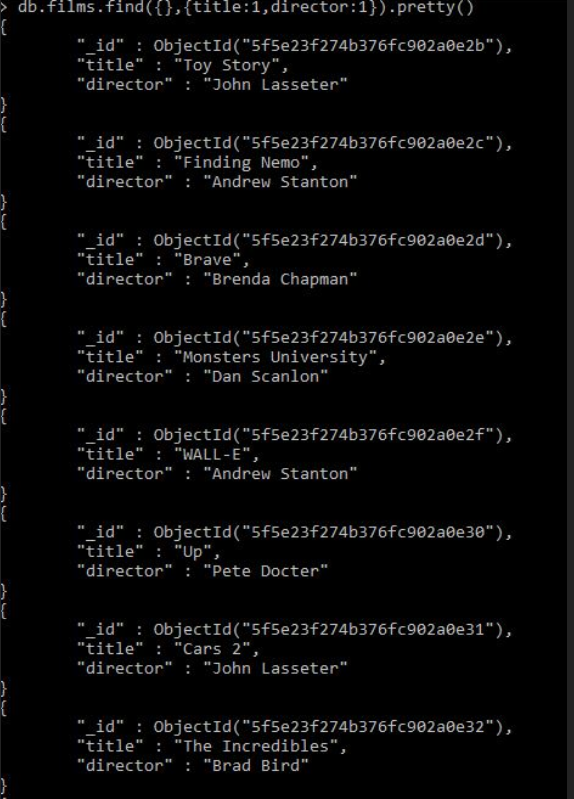 > db.films.find({},{title:1,director:1}).pretty()
{
"_id" : ObjectId("5f5e23f274b376fc902a0e2b"),
"title" : "Toy Story",
"director" : "John Lasseter"
}
{
"_id" : ObjectId("5f5e23f274b376fc902a0e2c"),
"title" : "Finding Nemo",
"director" : "Andrew Stanton"
}
{
"_id" : ObjectId("5f5e23f274b376fc902a0e2d"),
"title" : "Brave",
"director" : "Brenda Chapman"
}
{
"_id" : ObjectId("5f5e23f274b376fc902a0e2e"),
"title" : "Monsters University",
"director" : "Dan Scanlon"
}
{
"_id" : ObjectId("5f5e23f274b376fc902a0e2f"),
"title" : "WALL-E",
"director" : "Andrew Stanton"
}
{
"_id" : ObjectId("5f5e23f274b376fc902a0e30"),
"title" : "Up",
"director" : "Pete Docter"
}
{
"_id" : ObjectId("5f5e23f274b376fc902a0e31"),
"title" : "Cars 2",
"director" : "John Lasseter"
}
{
"_id" : ObjectId("5f5e23f274b376fc902a0e32"),
"title" : "The Incredibles",
"director" : "Brad Bird"
}